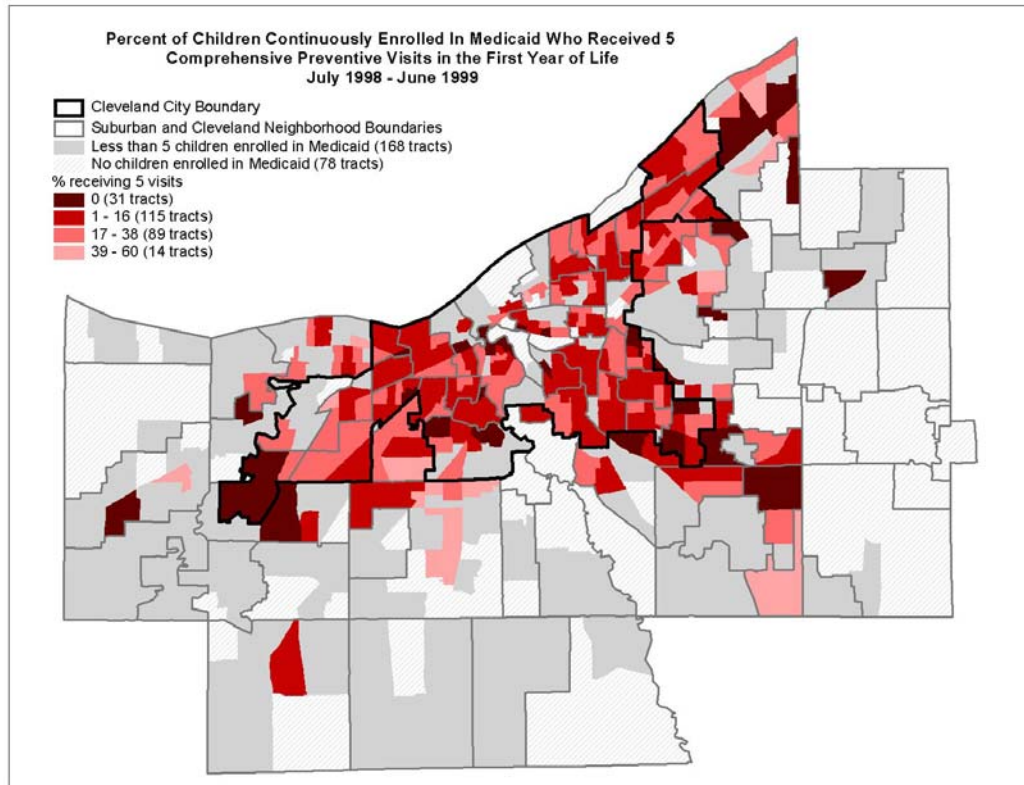 Percent of Children Continuously Enrolled In Medicaid Who Received 5
Comprehensive Preventive Visits in the First Year of Life
July 1998 - June 1999
Cleveland City Boundary
Suburban and Cleveland Neighborhood Boundaries
Less than 5 children enrolled in Medicaid (168 tracts)
No children enrolled in Medicaid (78 tracts)
% receiving 5 visits
0 (31 tracts)
1 - 16 (115 tracts)
17 - 38 (89 tracts)
39 - 60 (14 tracts)